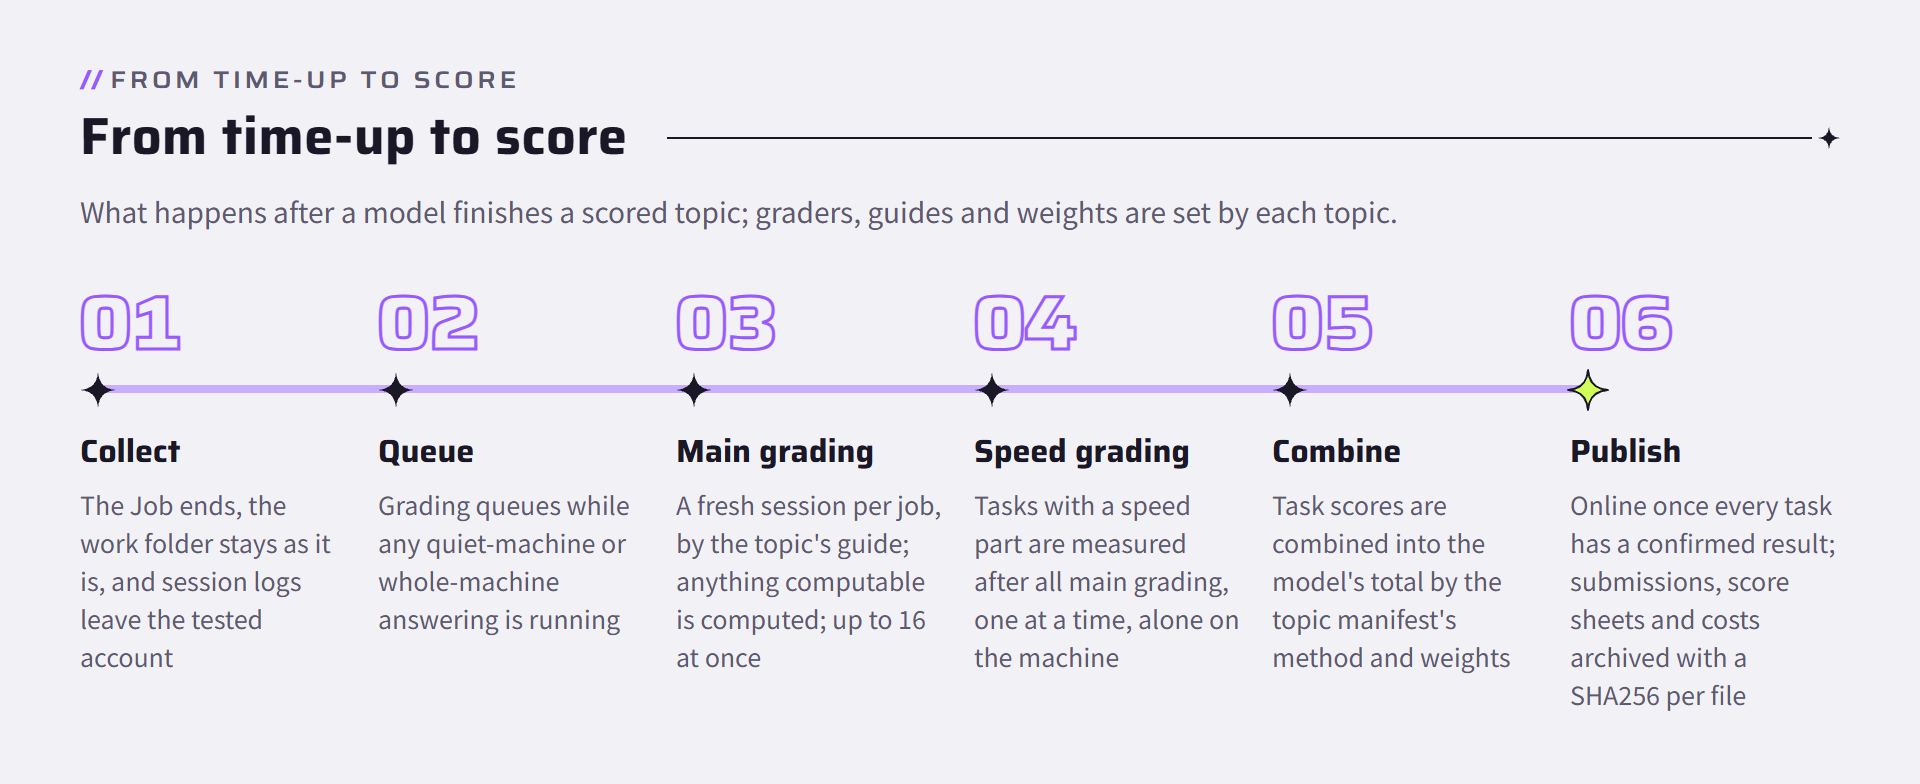 // FROM TIME-UP TO SCORE
From time-up to score
What happens after a model finishes a scored topic; graders, guides and weights are set by each topic.
01
Collect
The Job ends, the
work folder stays as it
is, and session logs
leave the tested
account
02
Queue
Grading queues while
any quiet-machine or
whole-machine
answering is running
03
Main grading
A fresh session per job,
by the topic's guide;
anything computable
is computed; up to 16
at once
04
Speed grading
Tasks with a speed
part are measured
after all main grading,
one at a time, alone on
the machine
05
Combine
Task scores are
combined into the
model's total by the
topic manifest's
method and weights
06
Publish
Online once every task
has a confirmed result;
submissions, score
sheets and costs
archived with a
SHA256 per file